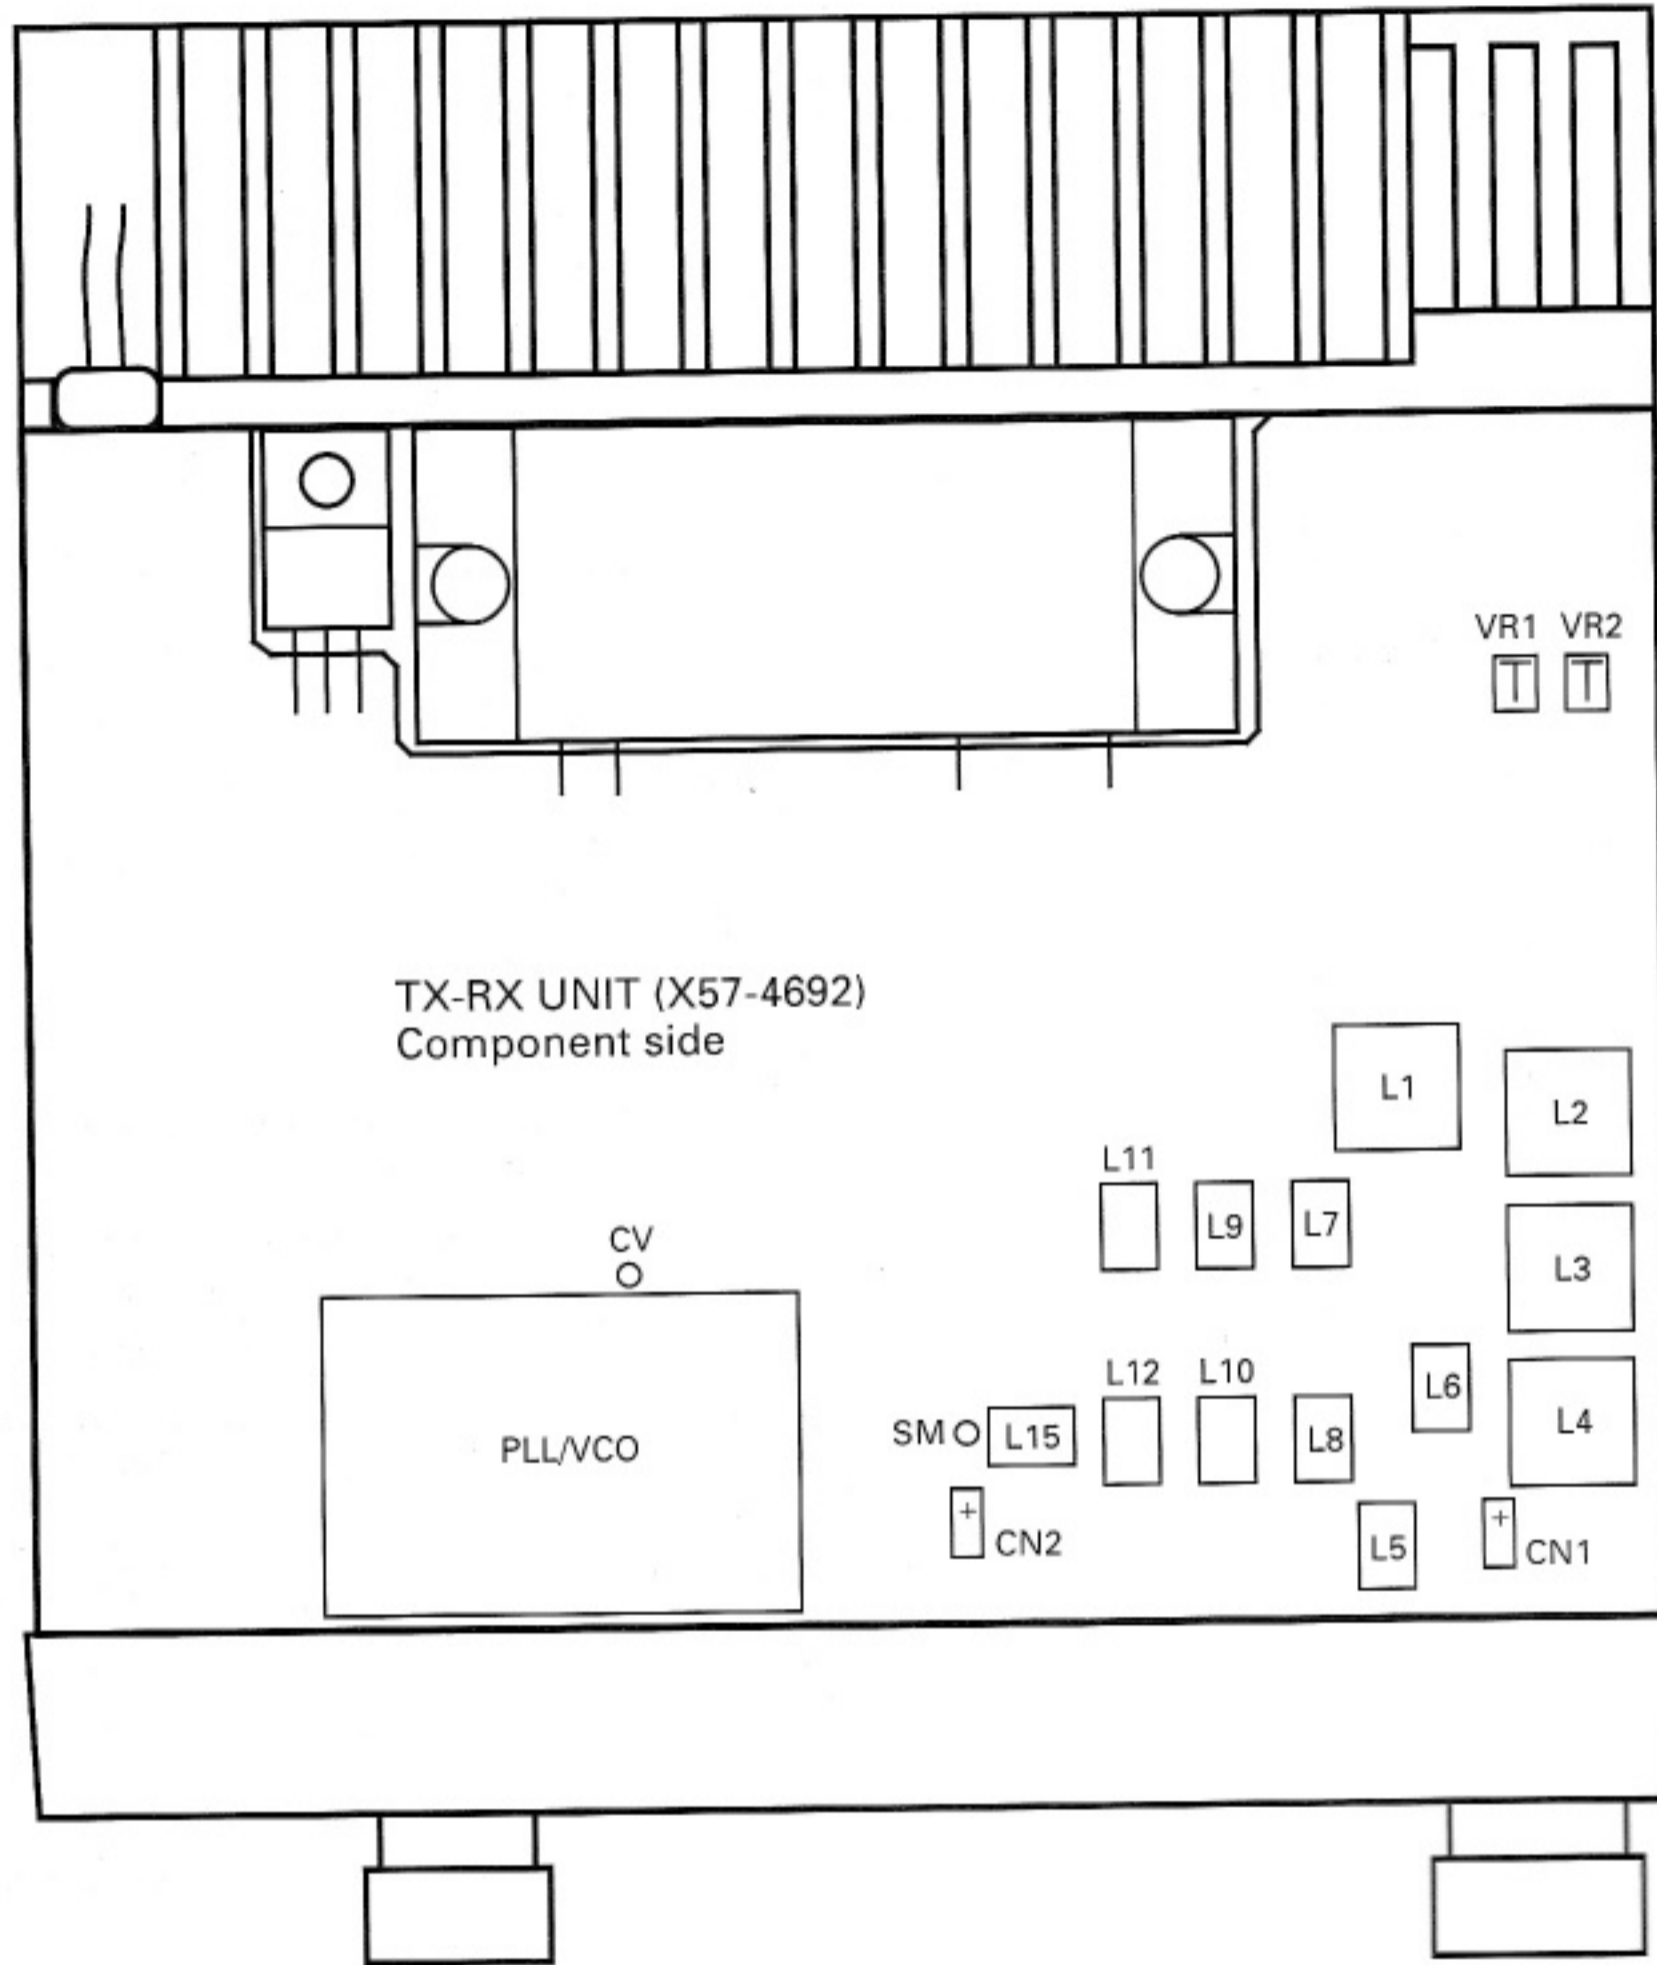 VR1 VR2
T T
TX-RX UNIT (X57-4692)
Component side
L1
L2
L11
L9
L7
L3
CV
L12
L10
L6
L4
SM
L15
L8
PLL/VCO
+
CN2
+
CN1
L5